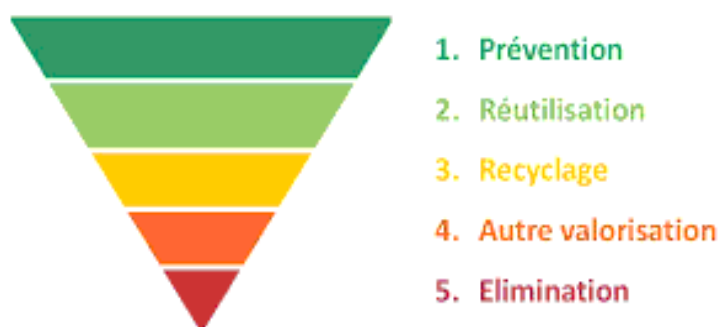 1. Prévention
2. Réutilisation
3. Recyclage
4. Autre valorisation
5. Elimination